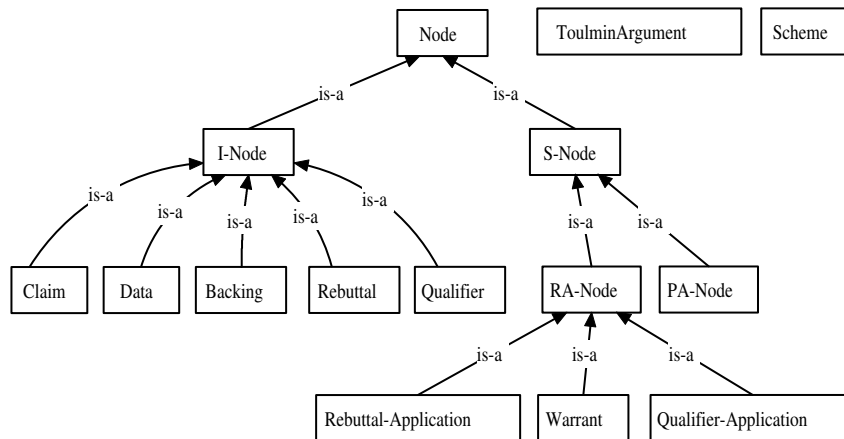 Node
ToulminArgument
Scheme
is-a
is-a
I-Node
S-Node
is-a
is-a
is-a
is-a
is-a
is-a
is-a
Claim
Data
Backing
Rebuttal
Qualifier
RA-Node
PA-Node
is-a
is-a
is-a
Rebuttal-Application
Warrant
Qualifier-Application